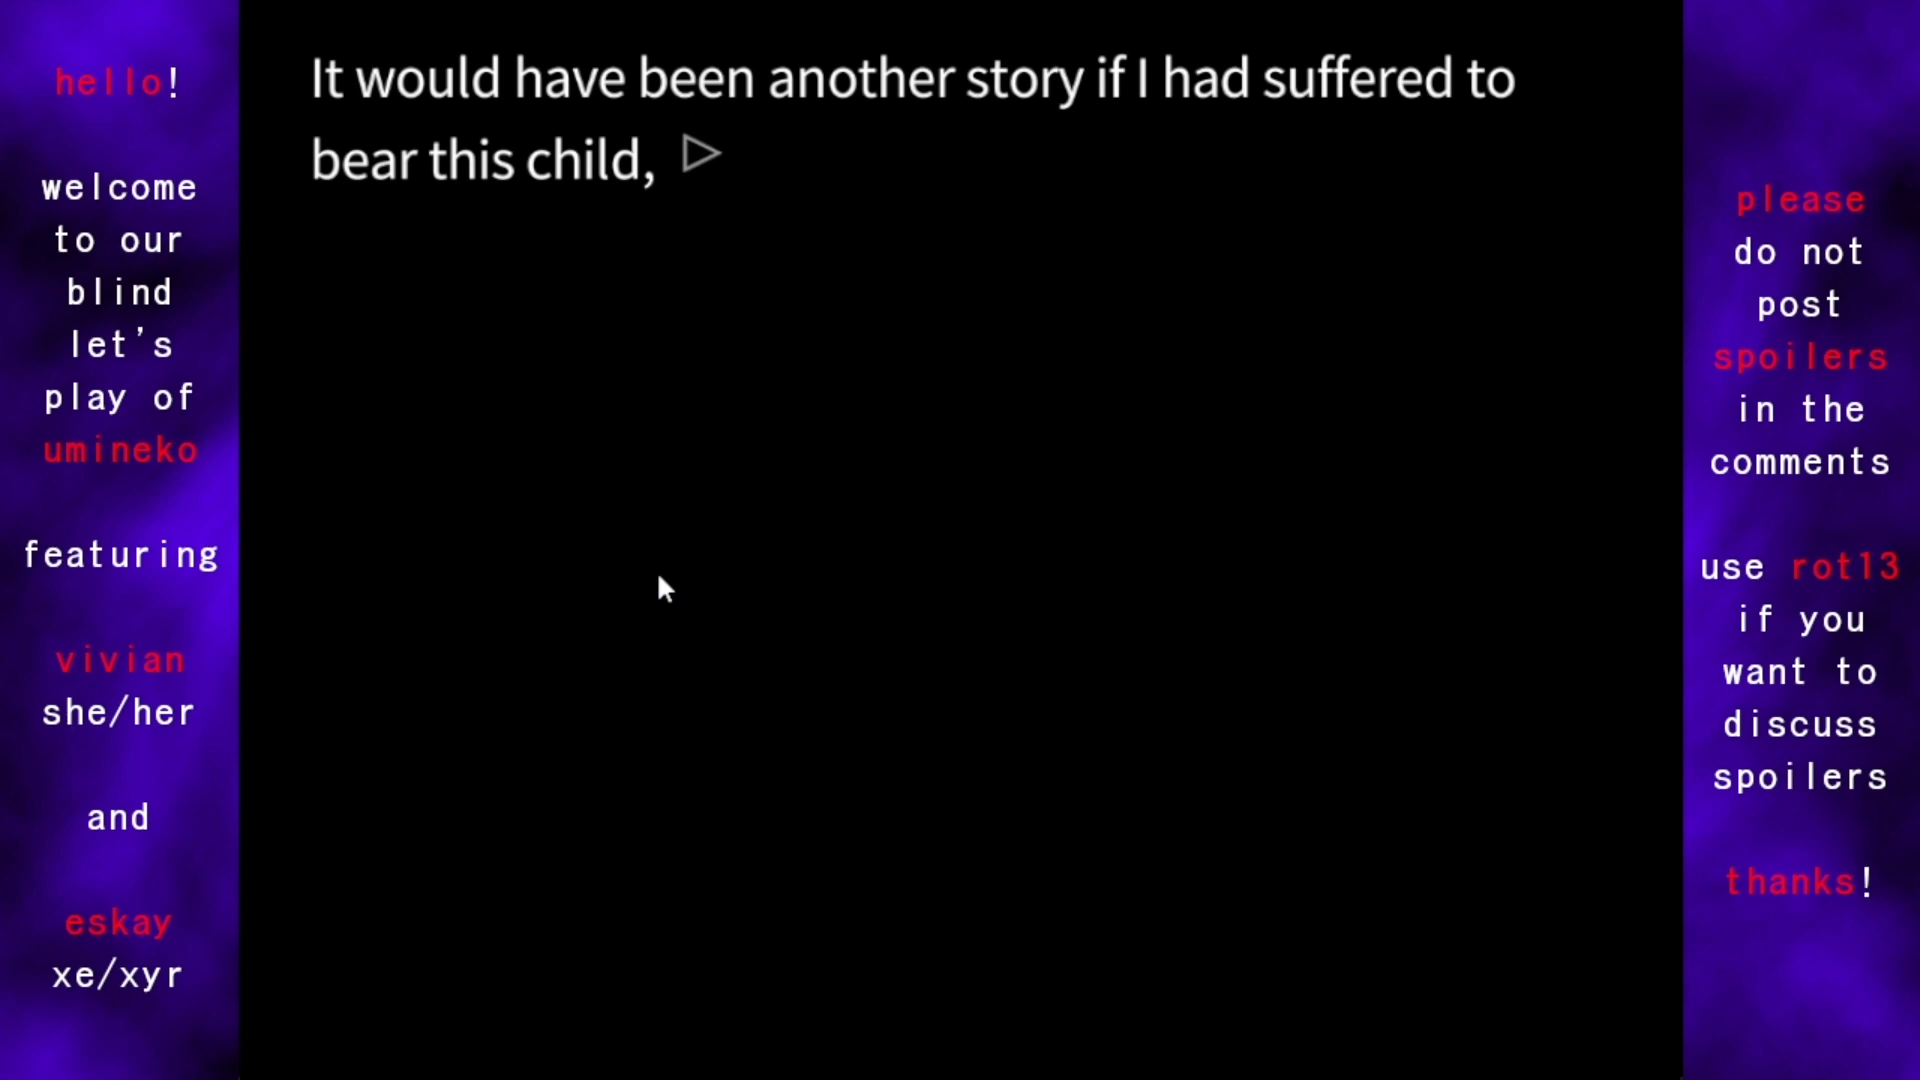 hello!
welcome
to our
blind
let's
play of
umineko
featuring
vivian
she/her
and
eskay
xe/xyr
It would have been another story if I had suffered to
bear this child,
please
do not
post
spoilers
in the
comments
use rot13
if you
want to
discuss
spoilers
thanks!